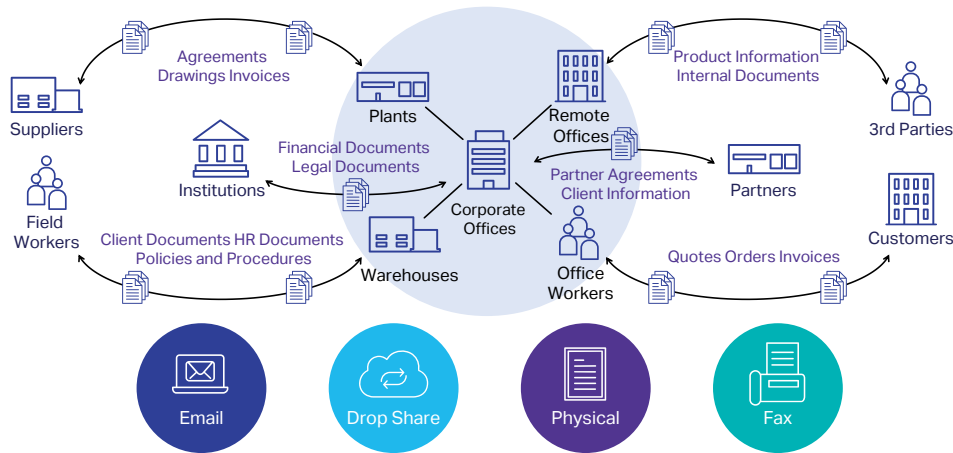 Agreements
Drawings Invoices
Product Information
Internal Documents
Suppliers
Plants
Remote
Offices
3rd Parties
Institutions
Financial Documents
Legal Documents
Partner Agreements
Client Information
Partners
Field
Workers
Corporate
Offices
Customers
Client Documents HR Documents
Policies and Procedures
Warehouses
Office
Workers
Quotes Orders Invoices
Email
Drop Share
Physical
Fax